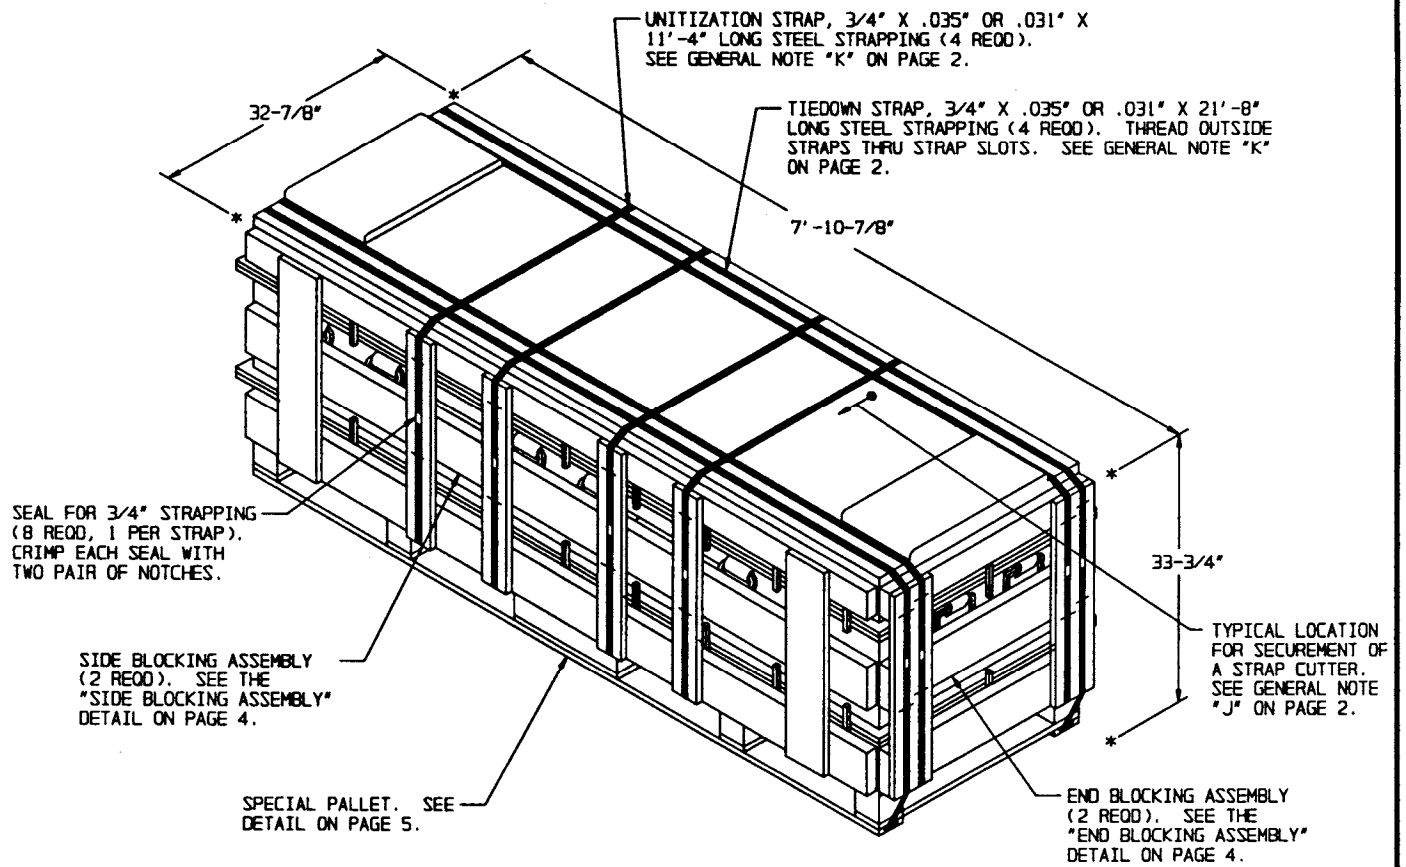 UNITIZATION STRAP, 3/4" X .035" OR .031" X
11'-4" LONG STEEL STRAPPING (4 REQD).
SEE GENERAL NOTE "K" ON PAGE 2.
TIEDOWN STRAP, 3/4" X .035" OR .031" X 21'-8"
LONG STEEL STRAPPING (4 REQD). THREAD OUTSIDE
STRAPS THRU STRAP SLOTS. SEE GENERAL NOTE "K"
ON PAGE 2.
32-7/8"
*
*
7'-10-7/8"
*
33-3/4"
*
SEAL FOR 3/4" STRAPPING
(8 REQD, 1 PER STRAP).
CRIMP EACH SEAL WITH
TWO PAIR OF NOTCHES.
TYPICAL LOCATION
FOR SECUREMENT OF
A STRAP CUTTER.
SEE GENERAL NOTE
"J" ON PAGE 2.
SIDE BLOCKING ASSEMBLY
(2 REQD). SEE THE
"SIDE BLOCKING ASSEMBLY"
DETAIL ON PAGE 4.
SPECIAL PALLET. SEE
DETAIL ON PAGE 5.
END BLOCKING ASSEMBLY
(2 REQD). SEE THE
"END BLOCKING ASSEMBLY"
DETAIL ON PAGE 4.